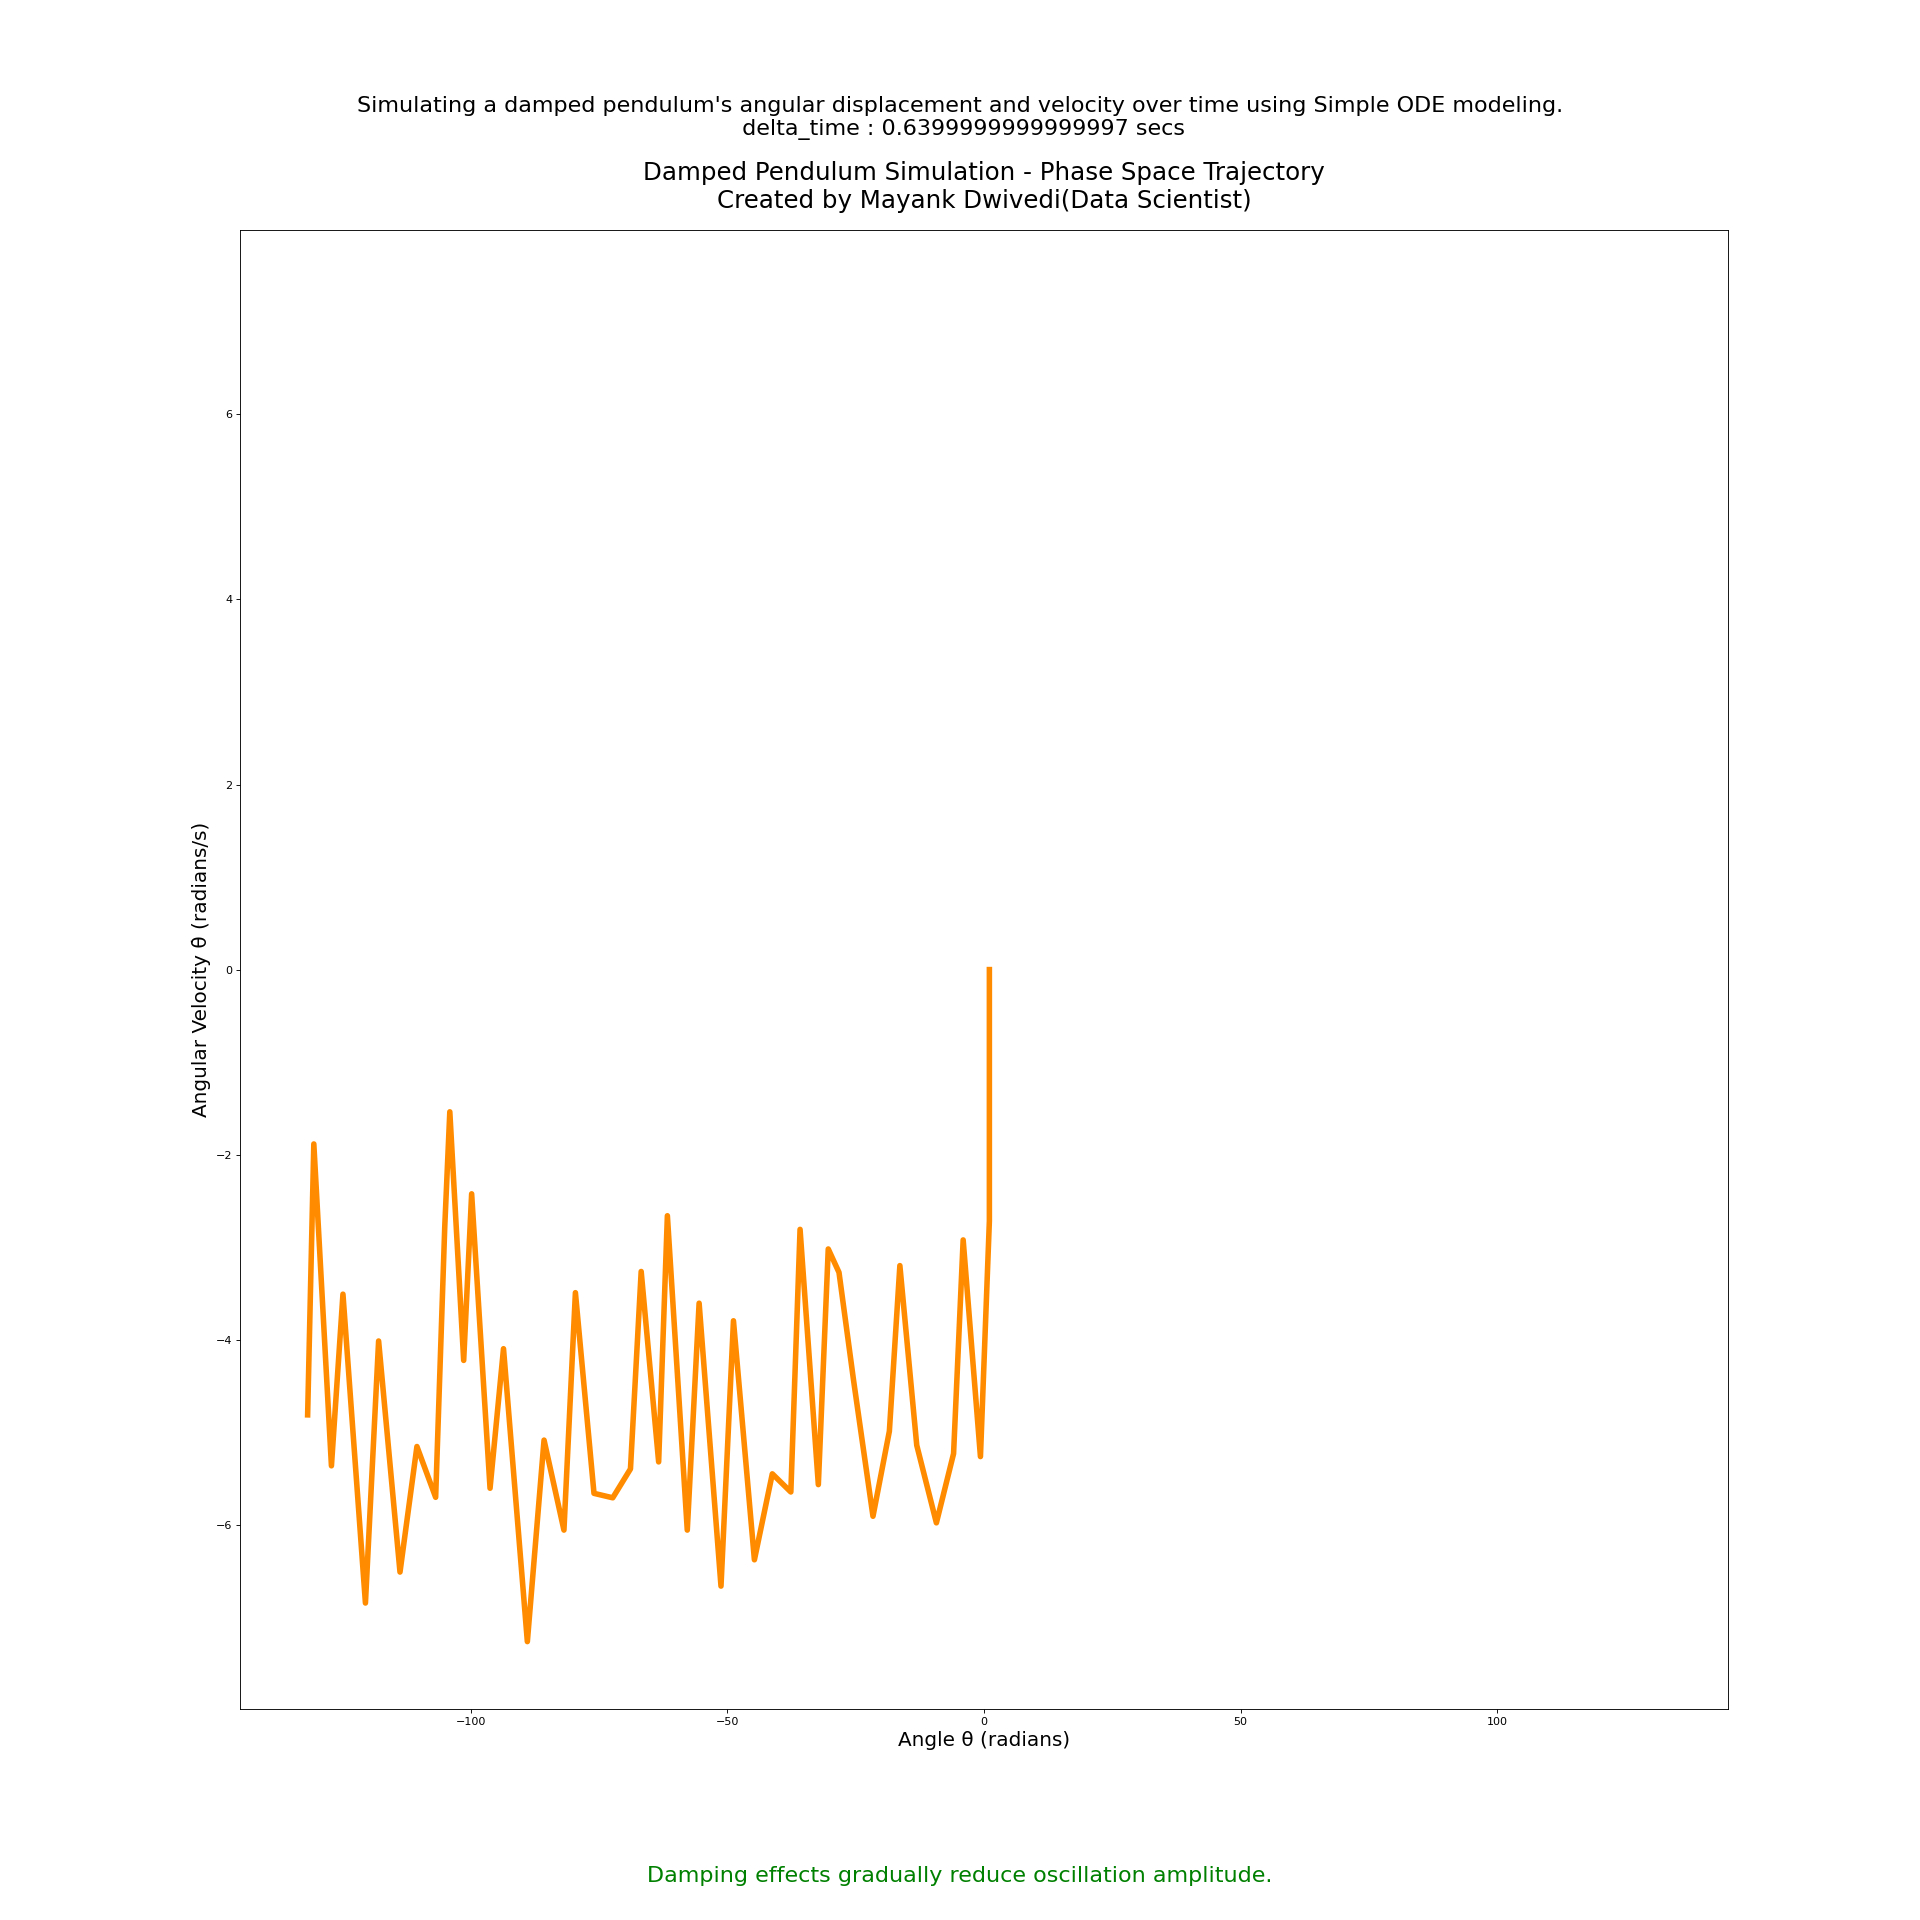 Simulating a damped pendulum's angular displacement and velocity over time using Simple ODE modeling.
delta_time : 0.6399999999999997 secs
Damped Pendulum Simulation - Phase Space Trajectory
Created by Mayank Dwivedi(Data Scientist)
Angular Velocity θ̇ (radians/s)
6
4
2
0
−2
−4
−6
−100
−50
0
50
100
Angle θ (radians)
Damping effects gradually reduce oscillation amplitude.